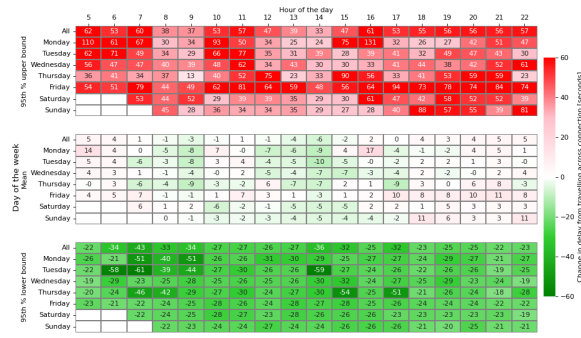 Hour of the day
5 6 7 8 9 10 11 12 13 14 15 16 17 18 19 20 21 22
Day of the week
95th % upper bound
All 62 53 60 38 37 53 57 47 39 33 47 61 53 55 56 56 56 57
Monday 110 61 67 30 34 93 50 34 25 24 75 131 32 26 27 42 51 47
Tuesday 62 71 49 34 29 66 77 35 31 39 28 39 41 32 49 47 43 30
Wednesday 56 47 47 40 39 48 62 34 43 30 30 33 41 44 38 42 52 61
Thursday 36 41 34 37 13 40 52 75 23 33 90 56 33 41 53 59 59 23
Friday 54 51 79 44 49 62 81 64 59 48 56 64 94 73 78 74 84 74
Saturday 53 44 52 29 39 39 35 29 30 61 47 42 58 52 52 39
Sunday 45 28 36 34 34 35 29 27 28 40 88 57 55 39 81
Mean
All 5 4 1 -1 -3 -1 1 -1 -4 -6 -2 2 0 4 3 4 5 5
Monday 14 4 0 -5 -8 7 -0 -7 -6 -9 4 17 -4 -1 -2 4 5 1
Tuesday 5 4 -6 -3 -8 3 4 -4 -5 -10 -5 -0 -2 -2 2 1 3 -0
Wednesday 4 3 1 -1 -4 -0 2 -5 -4 -7 -7 -3 -4 2 -2 -0 2 4
Thursday -0 3 -6 -4 -9 -3 -2 6 -7 -7 2 1 -9 3 0 6 8 -3
Friday 4 5 7 -1 -1 1 7 3 1 -3 1 2 10 8 8 10 11 8
Saturday 6 1 2 -6 -2 -1 -5 -5 -5 2 2 1 5 3 3 3
Sunday 2 0 -1 -3 -5 -3 -4 -5 -4 -4 -2 11 6 3 3 11
95th % lower bound
All -22 -34 -43 -33 -34 -27 -27 -26 -27 -36 -32 -25 -32 -23 -25 -25 -22 -23
Monday -26 -21 -51 -40 -51 -26 -26 -31 -30 -29 -25 -27 -27 -24 -29 -27 -21 -27
Tuesday -22 -58 -61 -39 -44 -27 -30 -26 -26 -59 -27 -24 -26 -22 -26 -26 -19 -25
Wednesday -19 -29 -23 -25 -28 -25 -26 -27 -26 -30 -32 -24 -27 -25 -31 -23 -24 -19
Thursday -20 -24 -46 -42 -29 -27 -30 -24 -27 -30 -54 -25 -51 -21 -26 -24 -18 -28
Friday -23 -21 -22 -24 -25 -28 -26 -24 -28 -27 -28 -25 -26 -24 -24 -24 -22 -22
Saturday -22 -24 -25 -28 -27 -23 -28 -26 -27 -26 -22 -23 -23 -23 -23 -19
Sunday -22 -23 -24 -24 -27 -24 -24 -28 -26 -26 -26 -21 -20 -25 -21 -21
60
40
20
0
−20
−40
−60
Change in delay from travelling across connection [seconds]